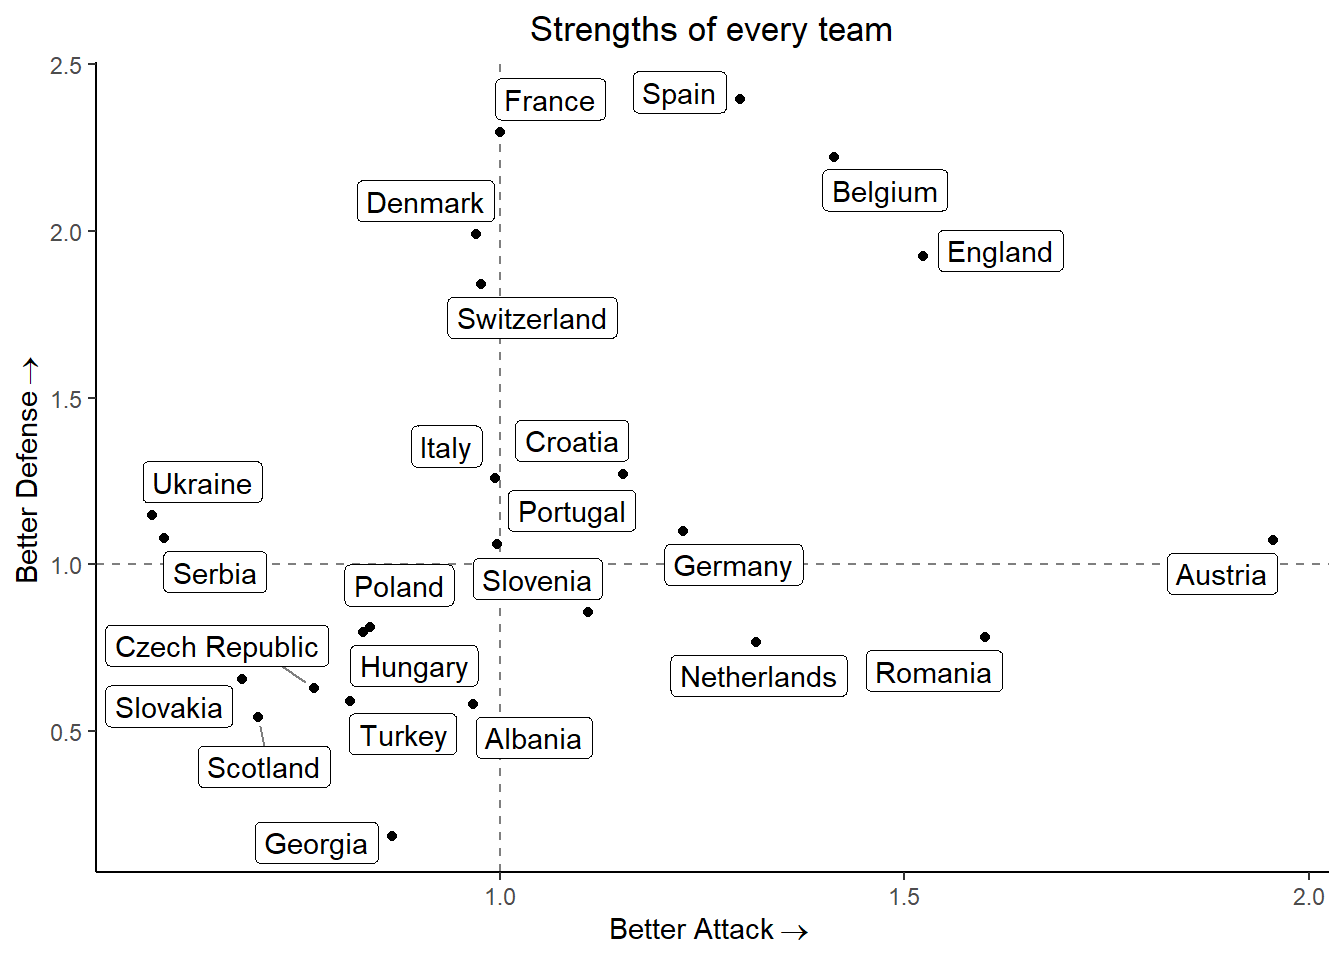 Strengths of every team
2.5
France
Spain
Belgium
Denmark
2.0
England
Switzerland
Better Defense →
1.5
Italy
Croatia
Ukraine
Portugal
1.0
Serbia
Poland
Slovenia
Germany
Austria
Czech Republic
Hungary
Netherlands
Romania
Slovakia
0.5
Turkey
Albania
Scotland
Georgia
1.0
1.5
2.0
Better Attack →